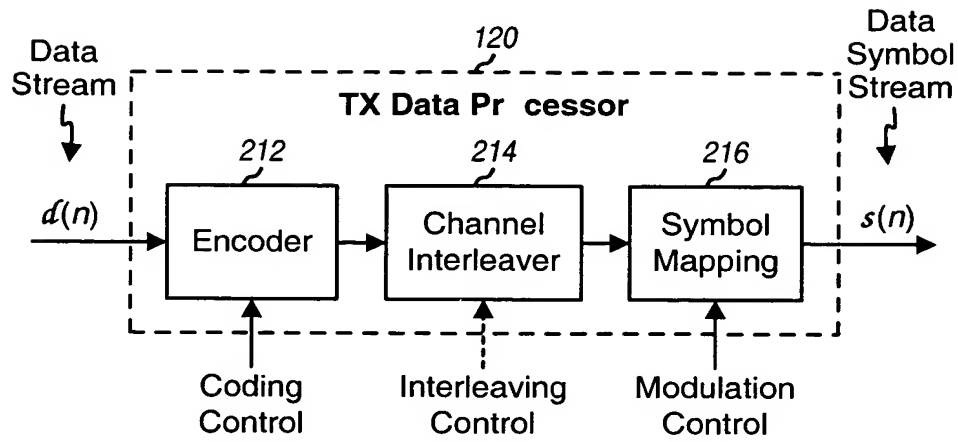 120
Data
Stream
Data
Symbol
Stream
TX Data Pr cessor
212
214
216
d(n)
Encoder
Channel
Interleaver
Symbol
Mapping
s(n)
Coding
Control
Interleaving
Control
Modulation
Control